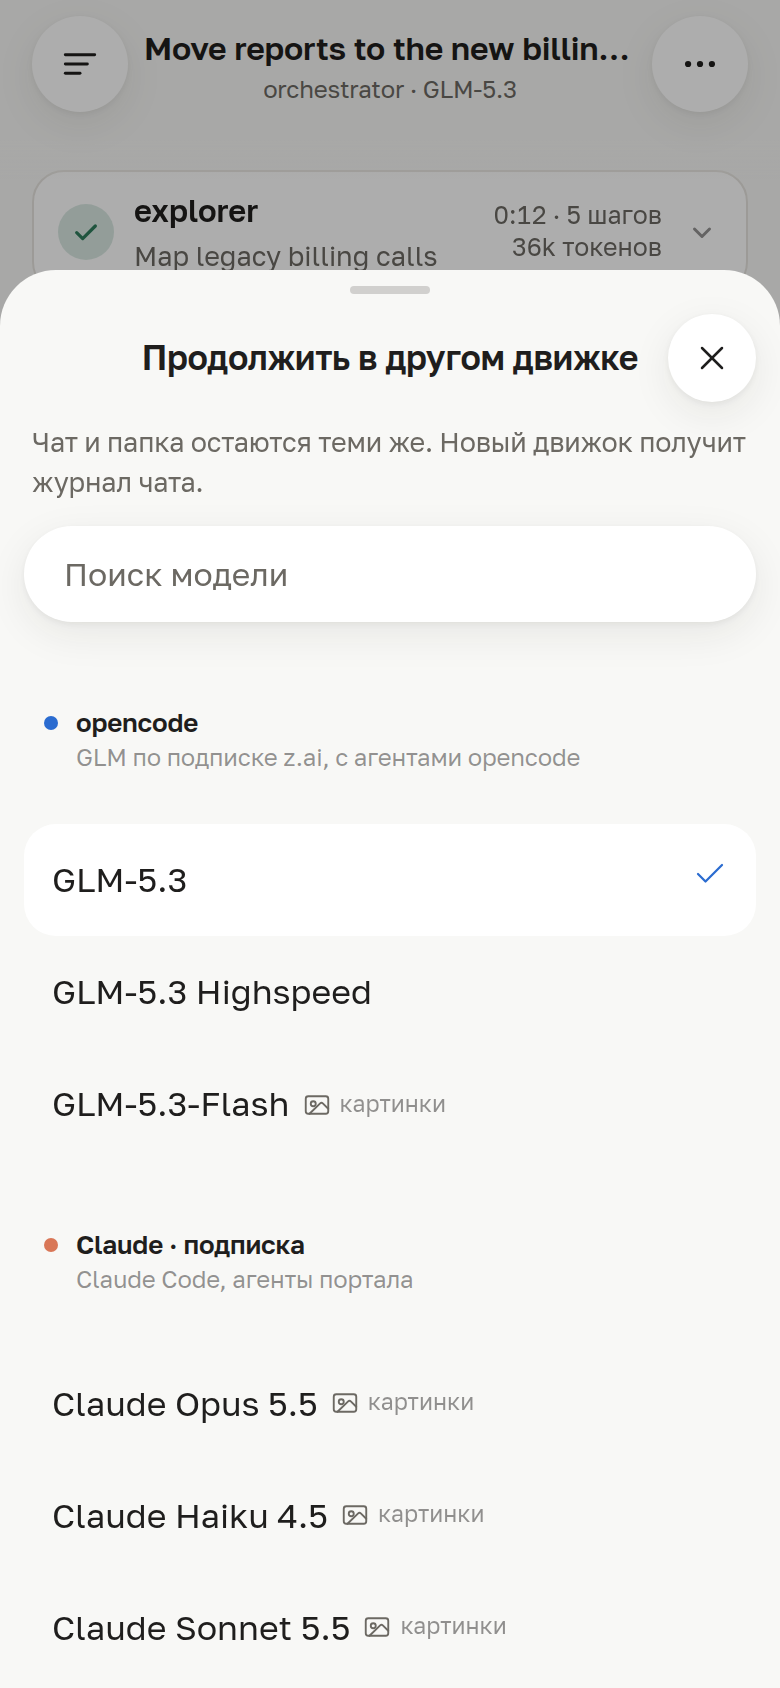 Move reports to the new billin…
orchestrator · GLM-5.3
explorer
0:12 · 5 шагов
Map legacy billing calls
36k токенов
Продолжить в другом движке
Чат и папка остаются теми же. Новый движок получит
журнал чата.
Поиск модели
opencode
GLM по подписке z.ai, с агентами opencode
GLM-5.3
GLM-5.3 Highspeed
GLM-5.3-Flash картинки
Claude · подписка
Claude Code, агенты портала
Claude Opus 5.5 картинки
Claude Haiku 4.5 картинки
Claude Sonnet 5.5 картинки